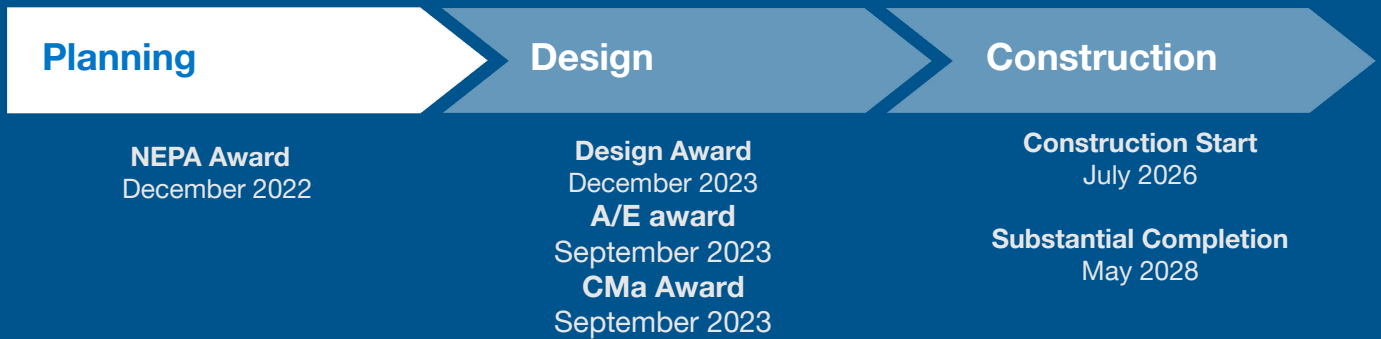 Planning
Design
Construction
NEPA Award
December 2022
Design Award
December 2023
A/E award
September 2023
CMa Award
September 2023
Construction Start
July 2026
Substantial Completion
May 2028